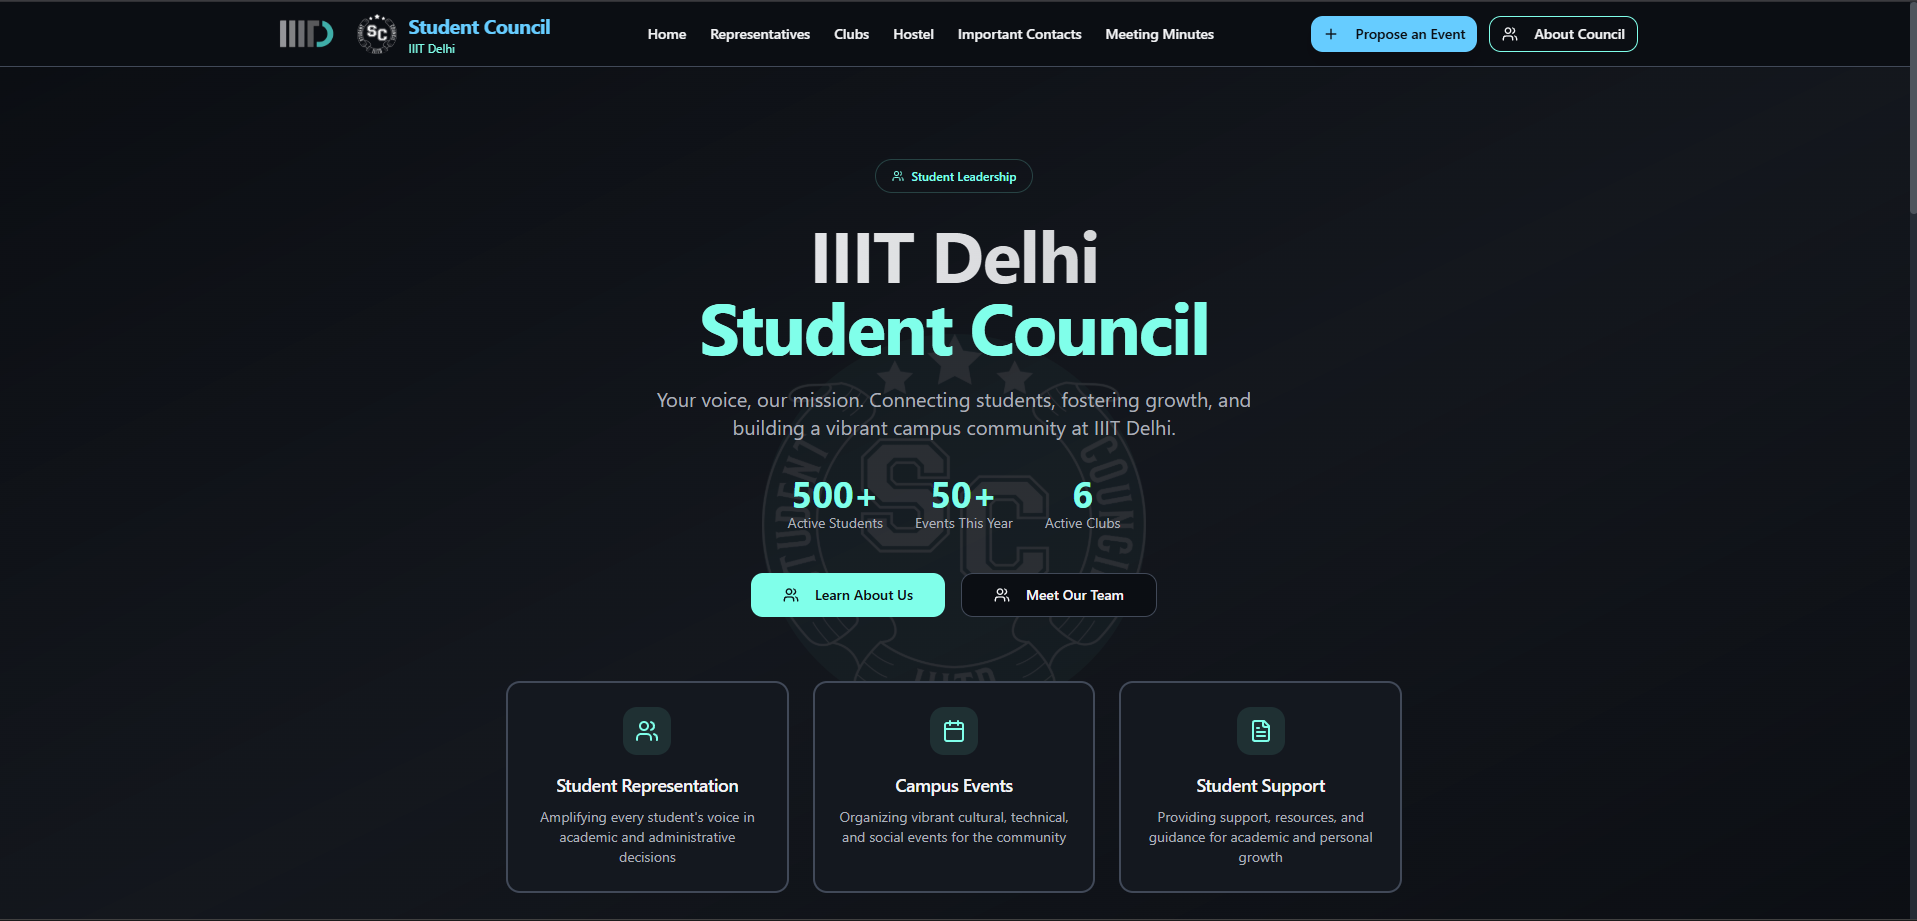 IIITD
SC
Student Council
IIIT Delhi
Home
Representatives
Clubs
Hostel
Important Contacts
Meeting Minutes
Propose an Event
About Council
Student Leadership
IIIT Delhi
Student Council
Your voice, our mission. Connecting students, fostering growth, and
building a vibrant campus community at IIIT Delhi.
STUDENT COUNCIL
SC
500+
Active Students
50+
Events This Year
6
Active Clubs
Learn About Us
Meet Our Team
IIITD
Student Representation
Amplifying every student's voice in
academic and administrative
decisions
Campus Events
Organizing vibrant cultural, technical,
and social events for the community
Student Support
Providing support, resources, and
guidance for academic and personal
growth